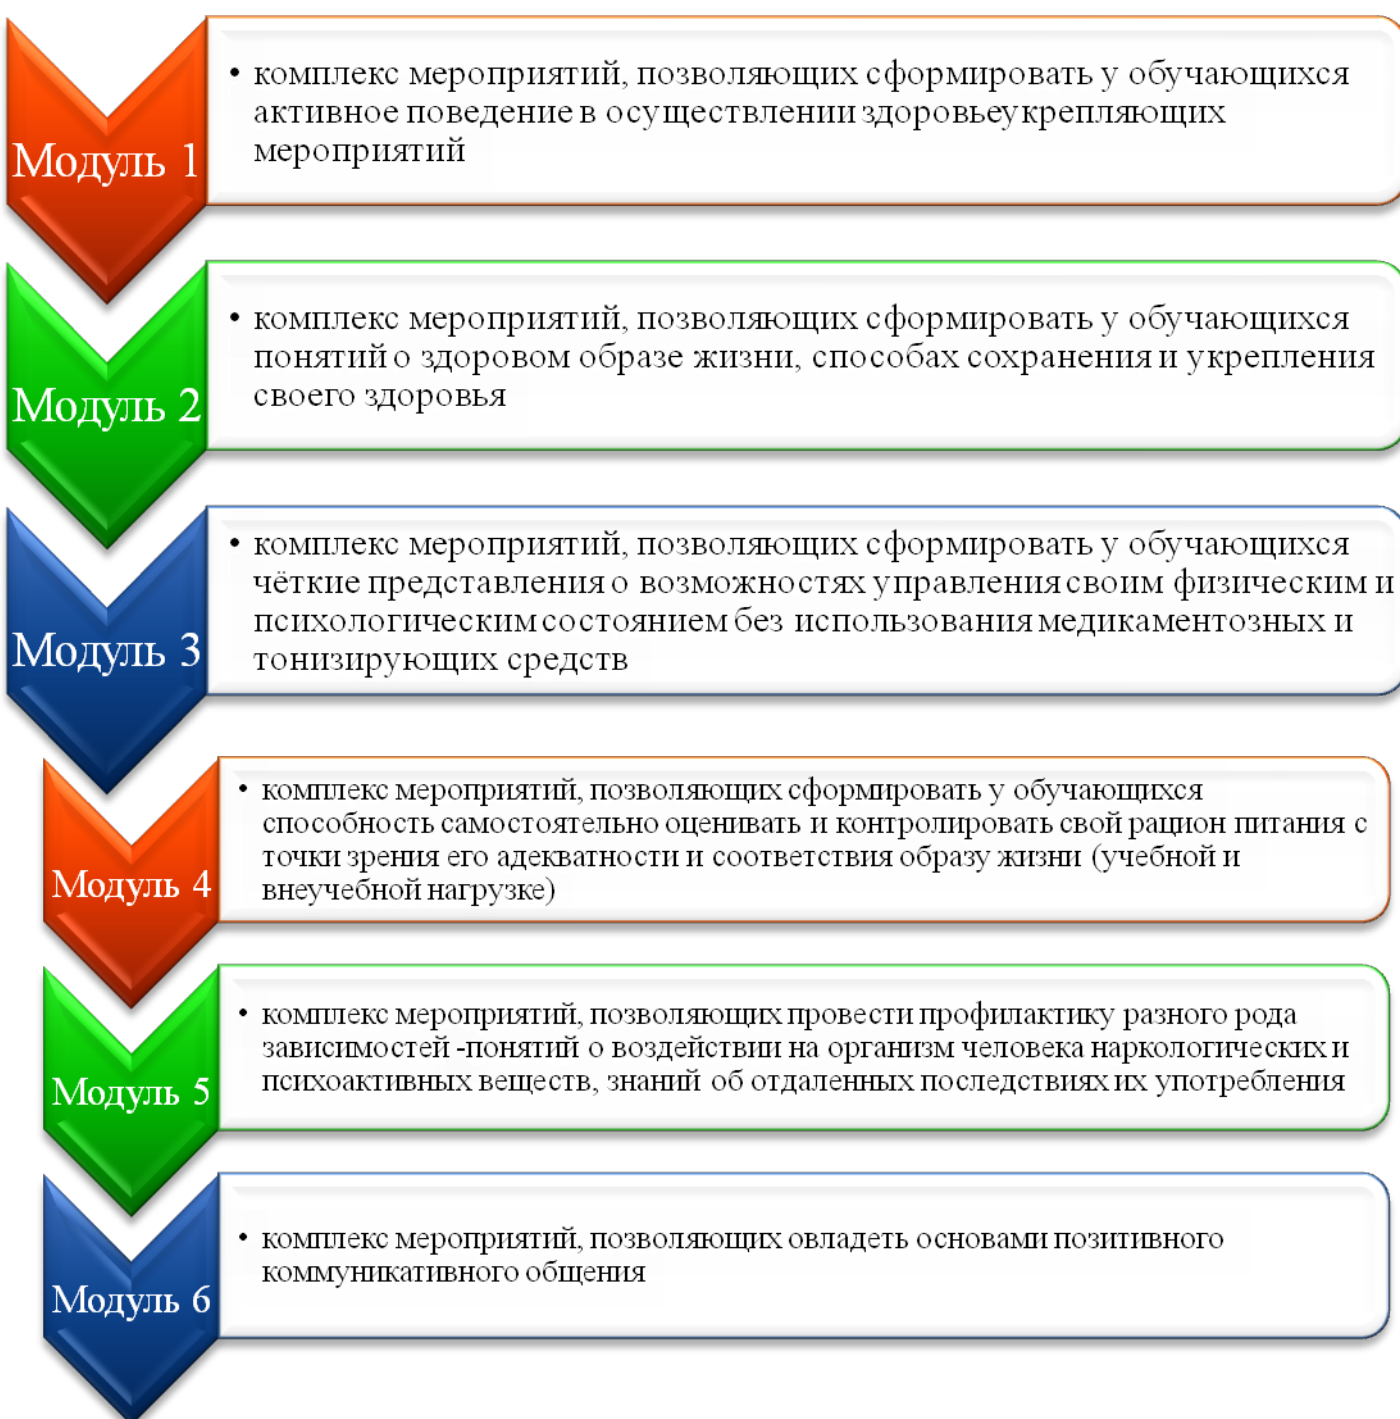 Модуль 1
• комплекс мероприятий, позволяющих сформировать у обучающихся
активное поведение в осуществлении здоровьеукрепляющих
мероприятий
Модуль 2
• комплекс мероприятий, позволяющих сформировать у обучающихся
понятий о здоровом образе жизни, способах сохранения и укрепления
своего здоровья
Модуль 3
• комплекс мероприятий, позволяющих сформировать у обучающихся
чёткие представления о возможностях управления своим физическим и
психологическим состоянием без использования медикаментозных и
тонизирующих средств
Модуль 4
• комплекс мероприятий, позволяющих сформировать у обучающихся
способность самостоятельно оценивать и контролировать свой рацион питания с
точки зрения его адекватности и соответствия образу жизни (учебной и
внеучебной нагрузке)
Модуль 5
• комплекс мероприятий, позволяющих провести профилактику разного рода
зависимостей -понятий о воздействии на организм человека наркологических и
психоактивных веществ, знаний об отдаленных последствиях их употребления
Модуль 6
• комплекс мероприятий, позволяющих овладеть основами позитивного
коммуникативного общения